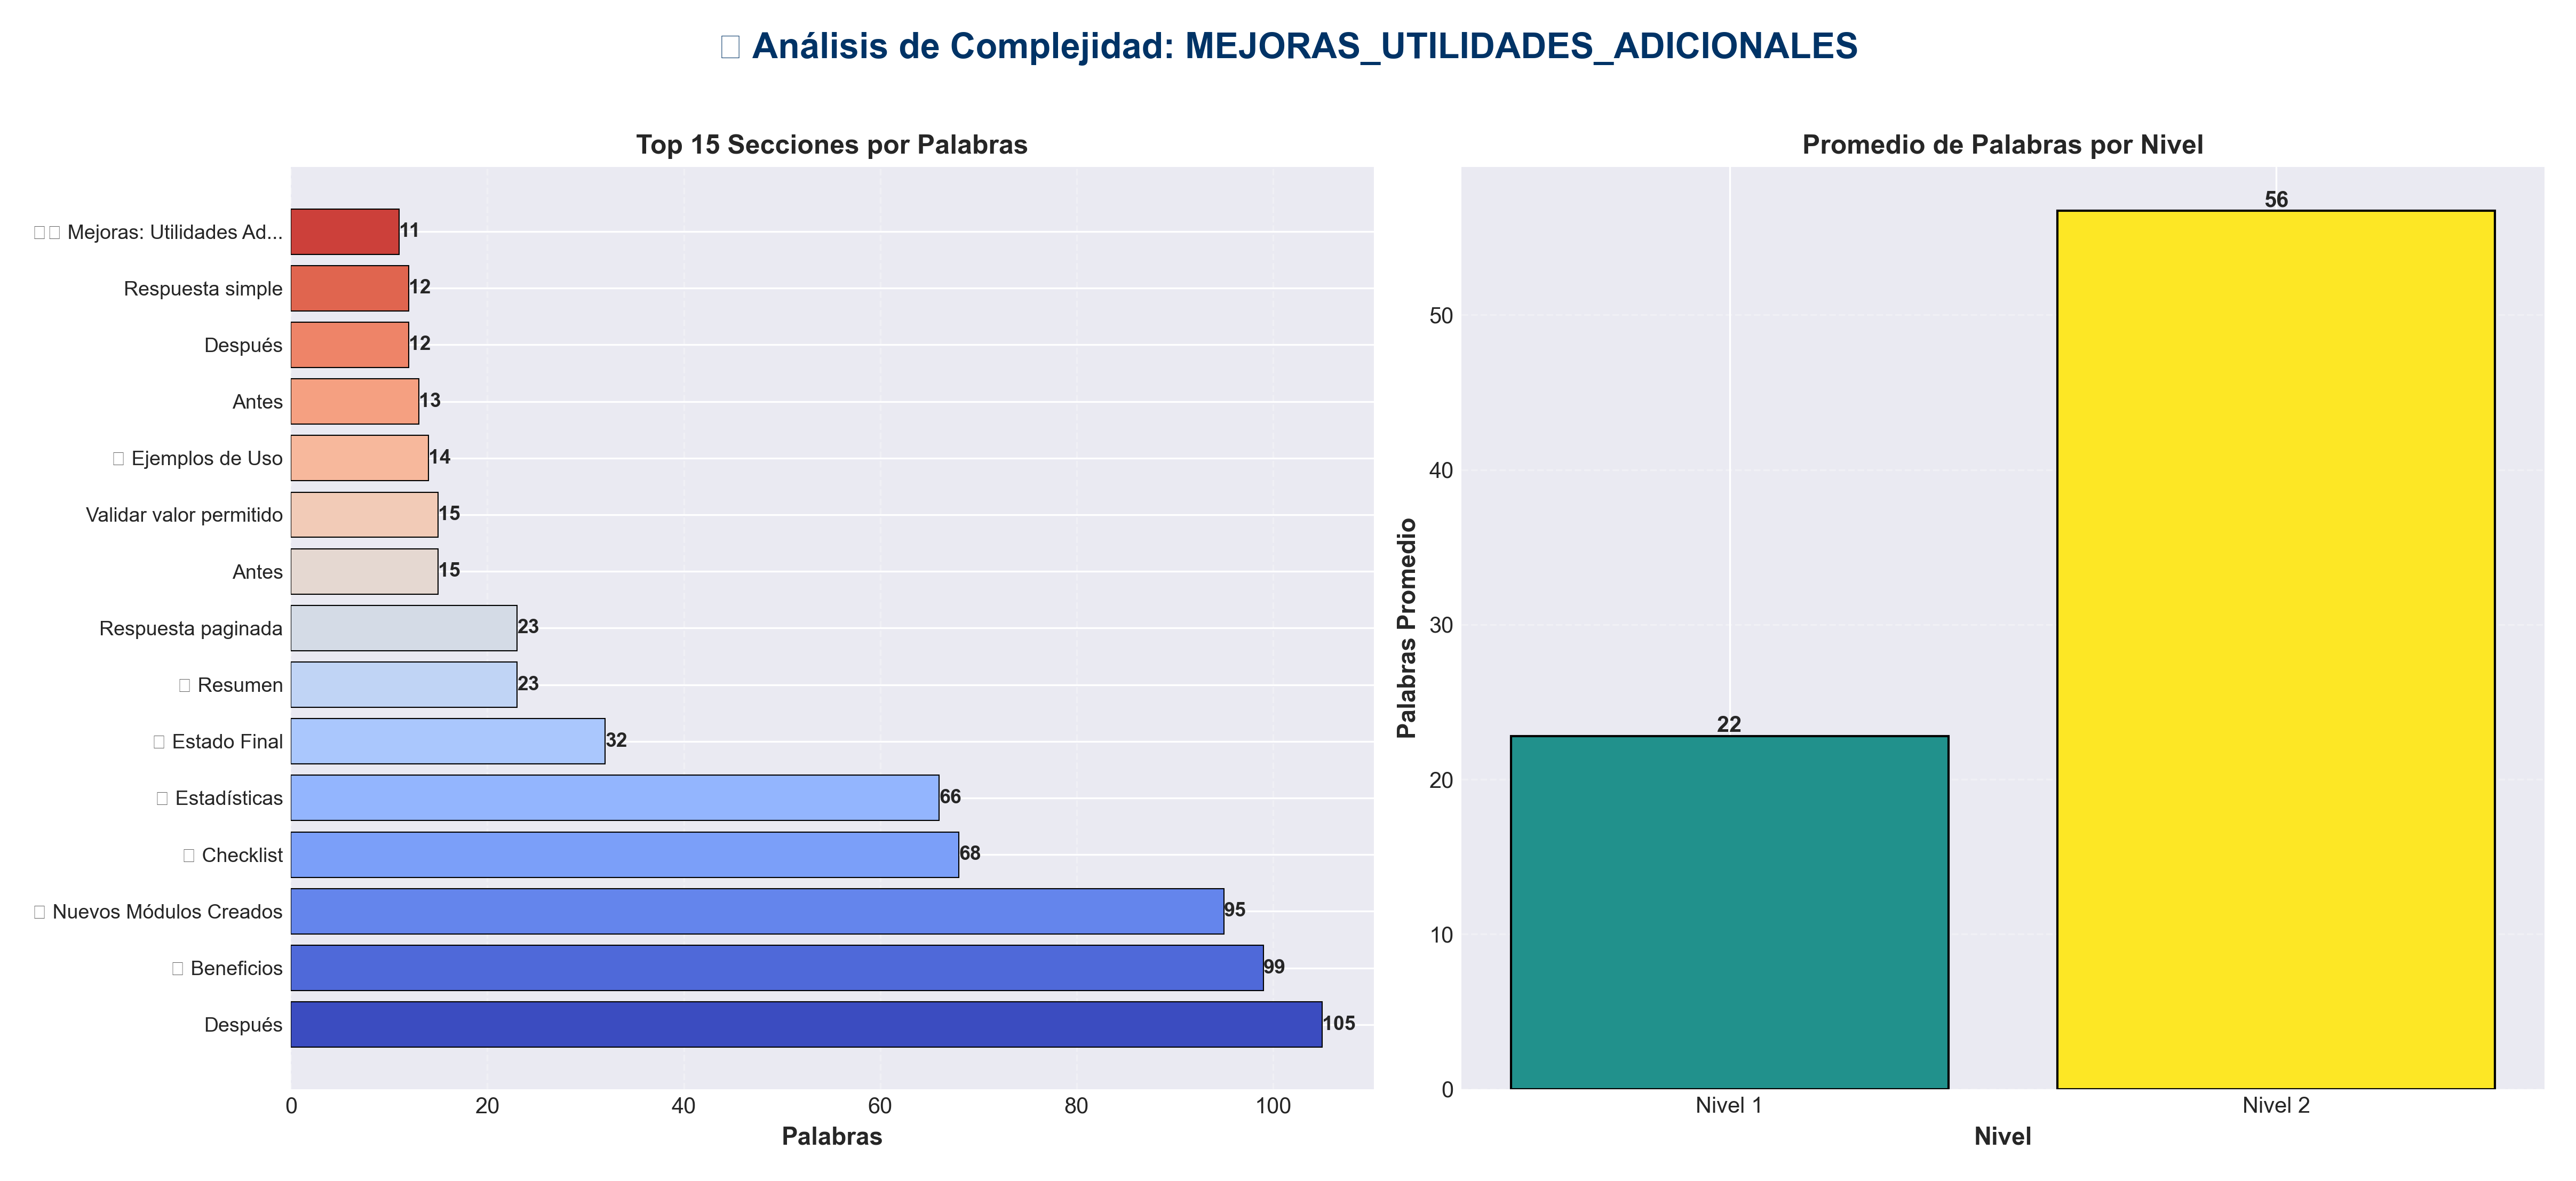 Análisis de Complejidad: MEJORAS_UTILIDADES_ADICIONALES
Top 15 Secciones por Palabras
Mejoras: Utilidades Ad... 11
Respuesta simple 12
Después 12
Antes 13
Ejemplos de Uso 14
Validar valor permitido 15
Antes 15
Respuesta paginada 23
Resumen 23
Estado Final 32
Estadísticas 66
Checklist 68
Nuevos Módulos Creados 95
Beneficios 99
Después 105
0 20 40 60 80 100
Palabras
Promedio de Palabras por Nivel
Palabras Promedio
50
40
30
20
10
0
22
56
Nivel 1 Nivel 2
Nivel